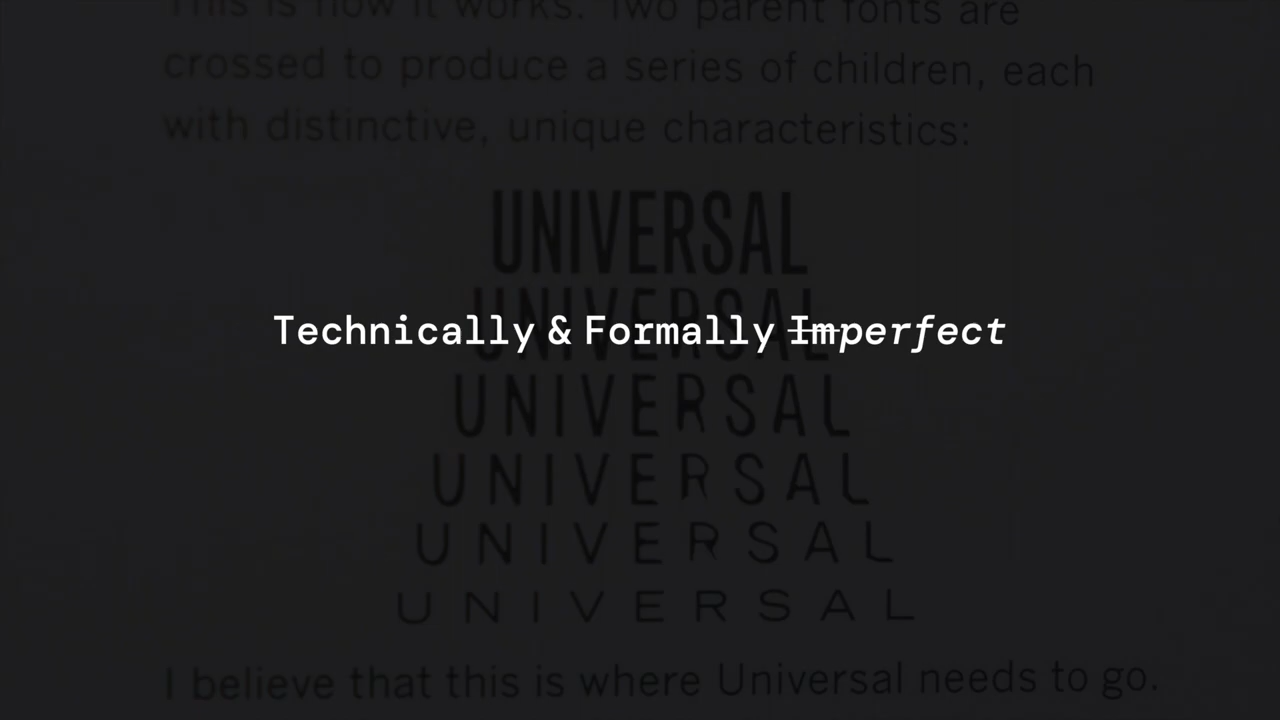 This is how it works. Two parent fonts are
crossed to produce a series of children, each
with distinctive, unique characteristics:
UNIVERSAL
UNIVERSAL
Technically & Formally Imperfect
UNIVERSAL
UNIVERSAL
UNIVERSAL
UNIVERSAL
I believe that this is where Universal needs to go.